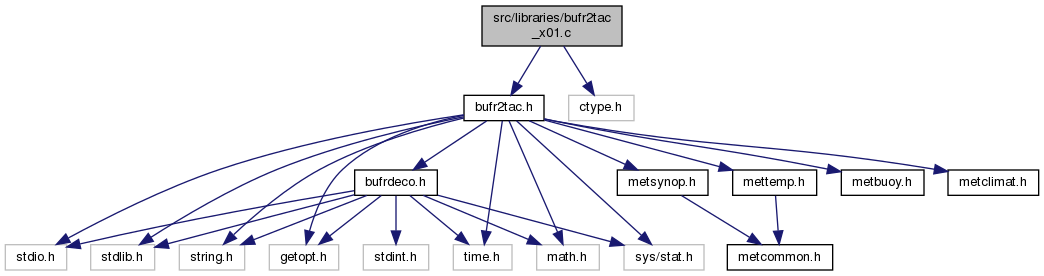 src/libraries/bufr2tac
_x01.c
bufr2tac.h
ctype.h
bufrdeco.h
metsynop.h
mettemp.h
metbuoy.h
metclimat.h
stdio.h
stdlib.h
string.h
getopt.h
stdint.h
time.h
math.h
sys/stat.h
metcommon.h